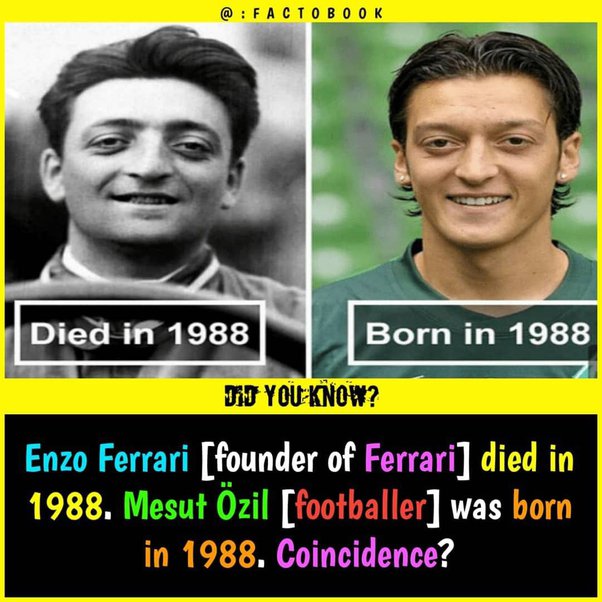 @:FACTOBOOK
Died in 1988
Born in 1988
DID YOU KNOW?
Enzo Ferrari [founder of Ferrari] died in
1988. Mesut Özil [footballer] was born
in 1988. Coincidence?